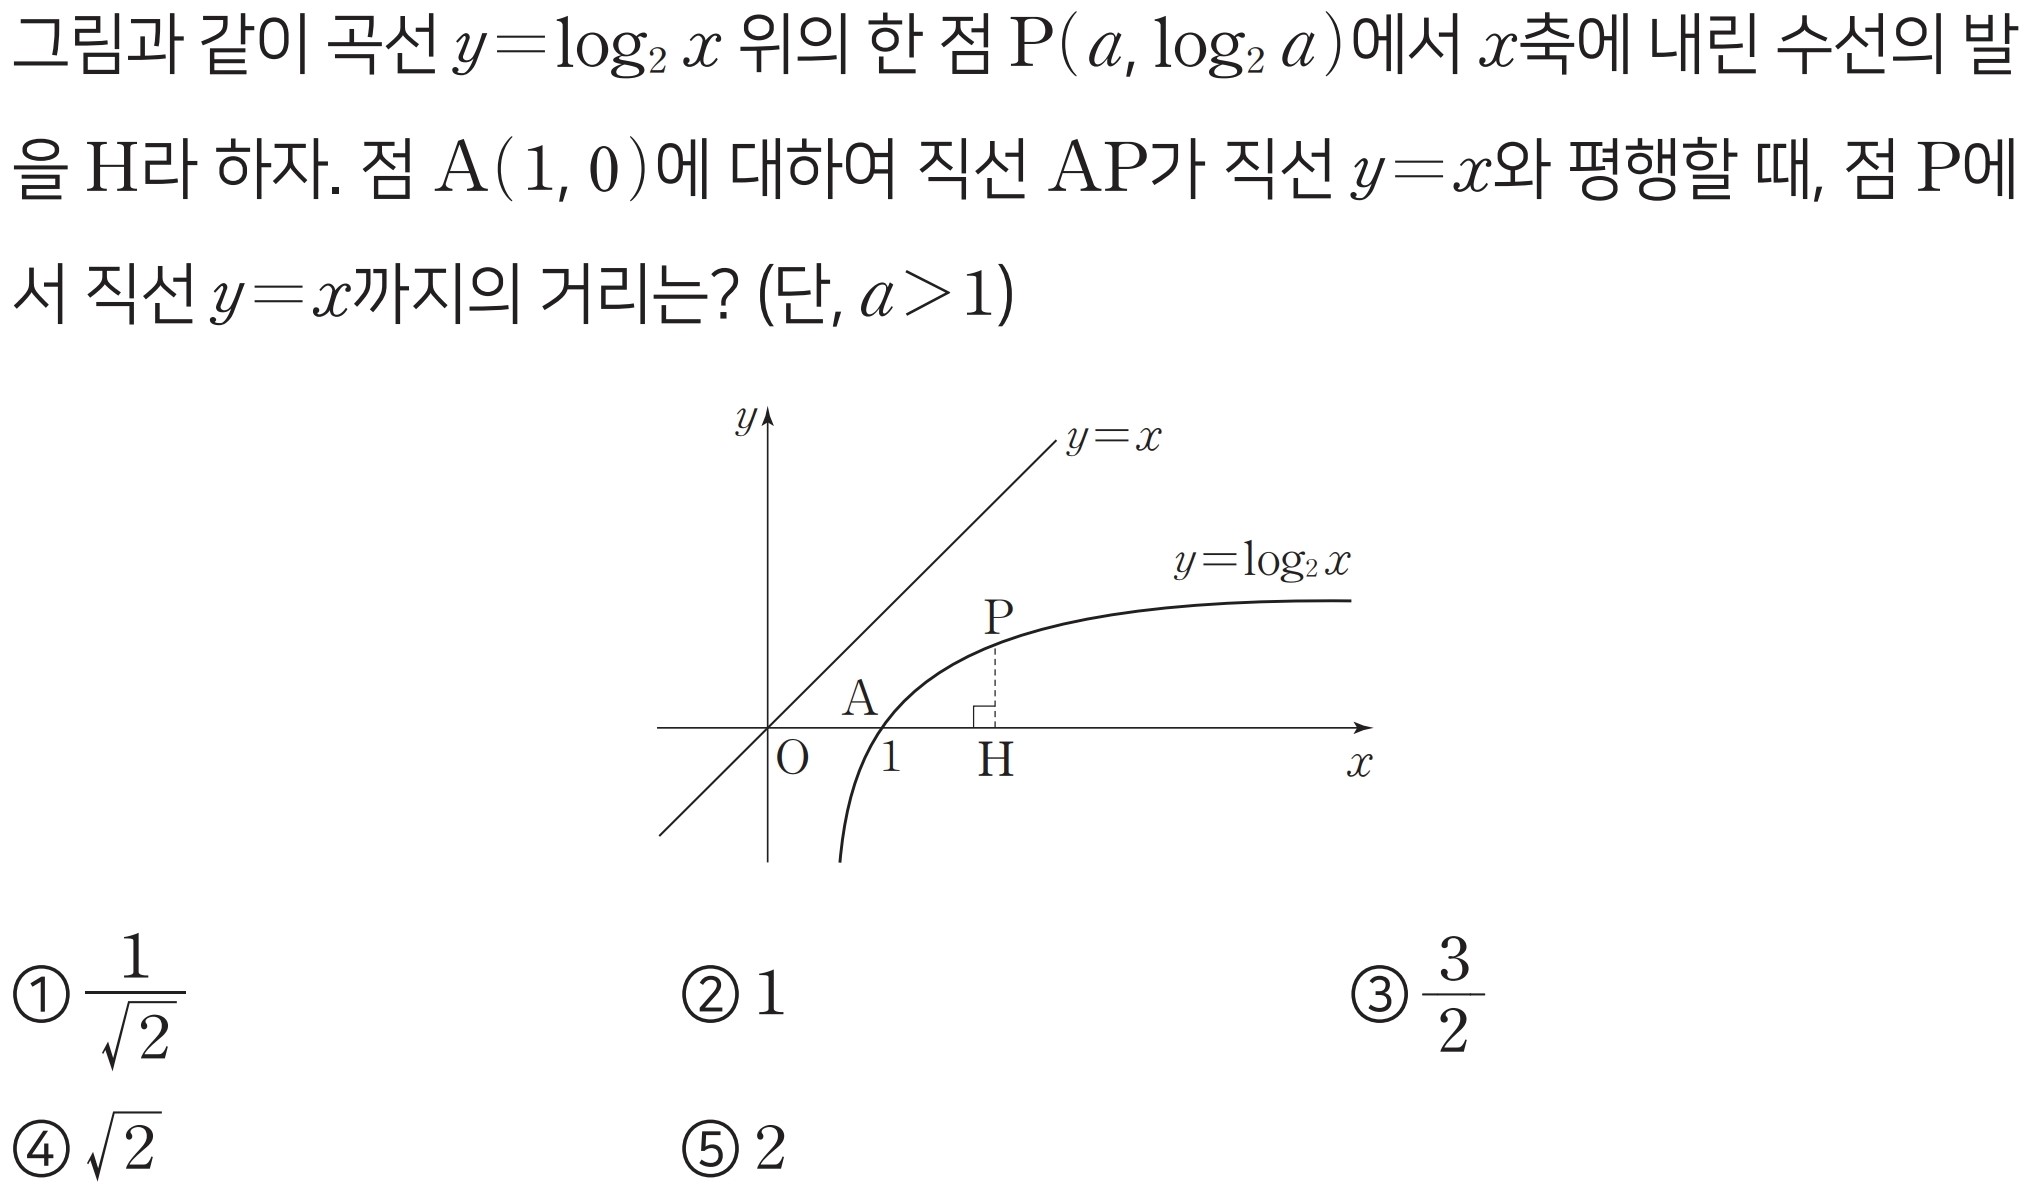 그림과 같이 곡선 y=log₂ x 위의 한 점 P(a, log₂ a)에서 x축에 내린 수선의 발
을 H라 하자. 점 A(1, 0)에 대하여 직선 AP가 직선 y=x와 평행할 때, 점 P에
서 직선 y=x까지의 거리는? (단, a>1)
y
y=x
y=log₂ x
P
A
O 1 H
x
① 1/√2 ② 1 ③ 3/2
④ √2 ⑤ 2